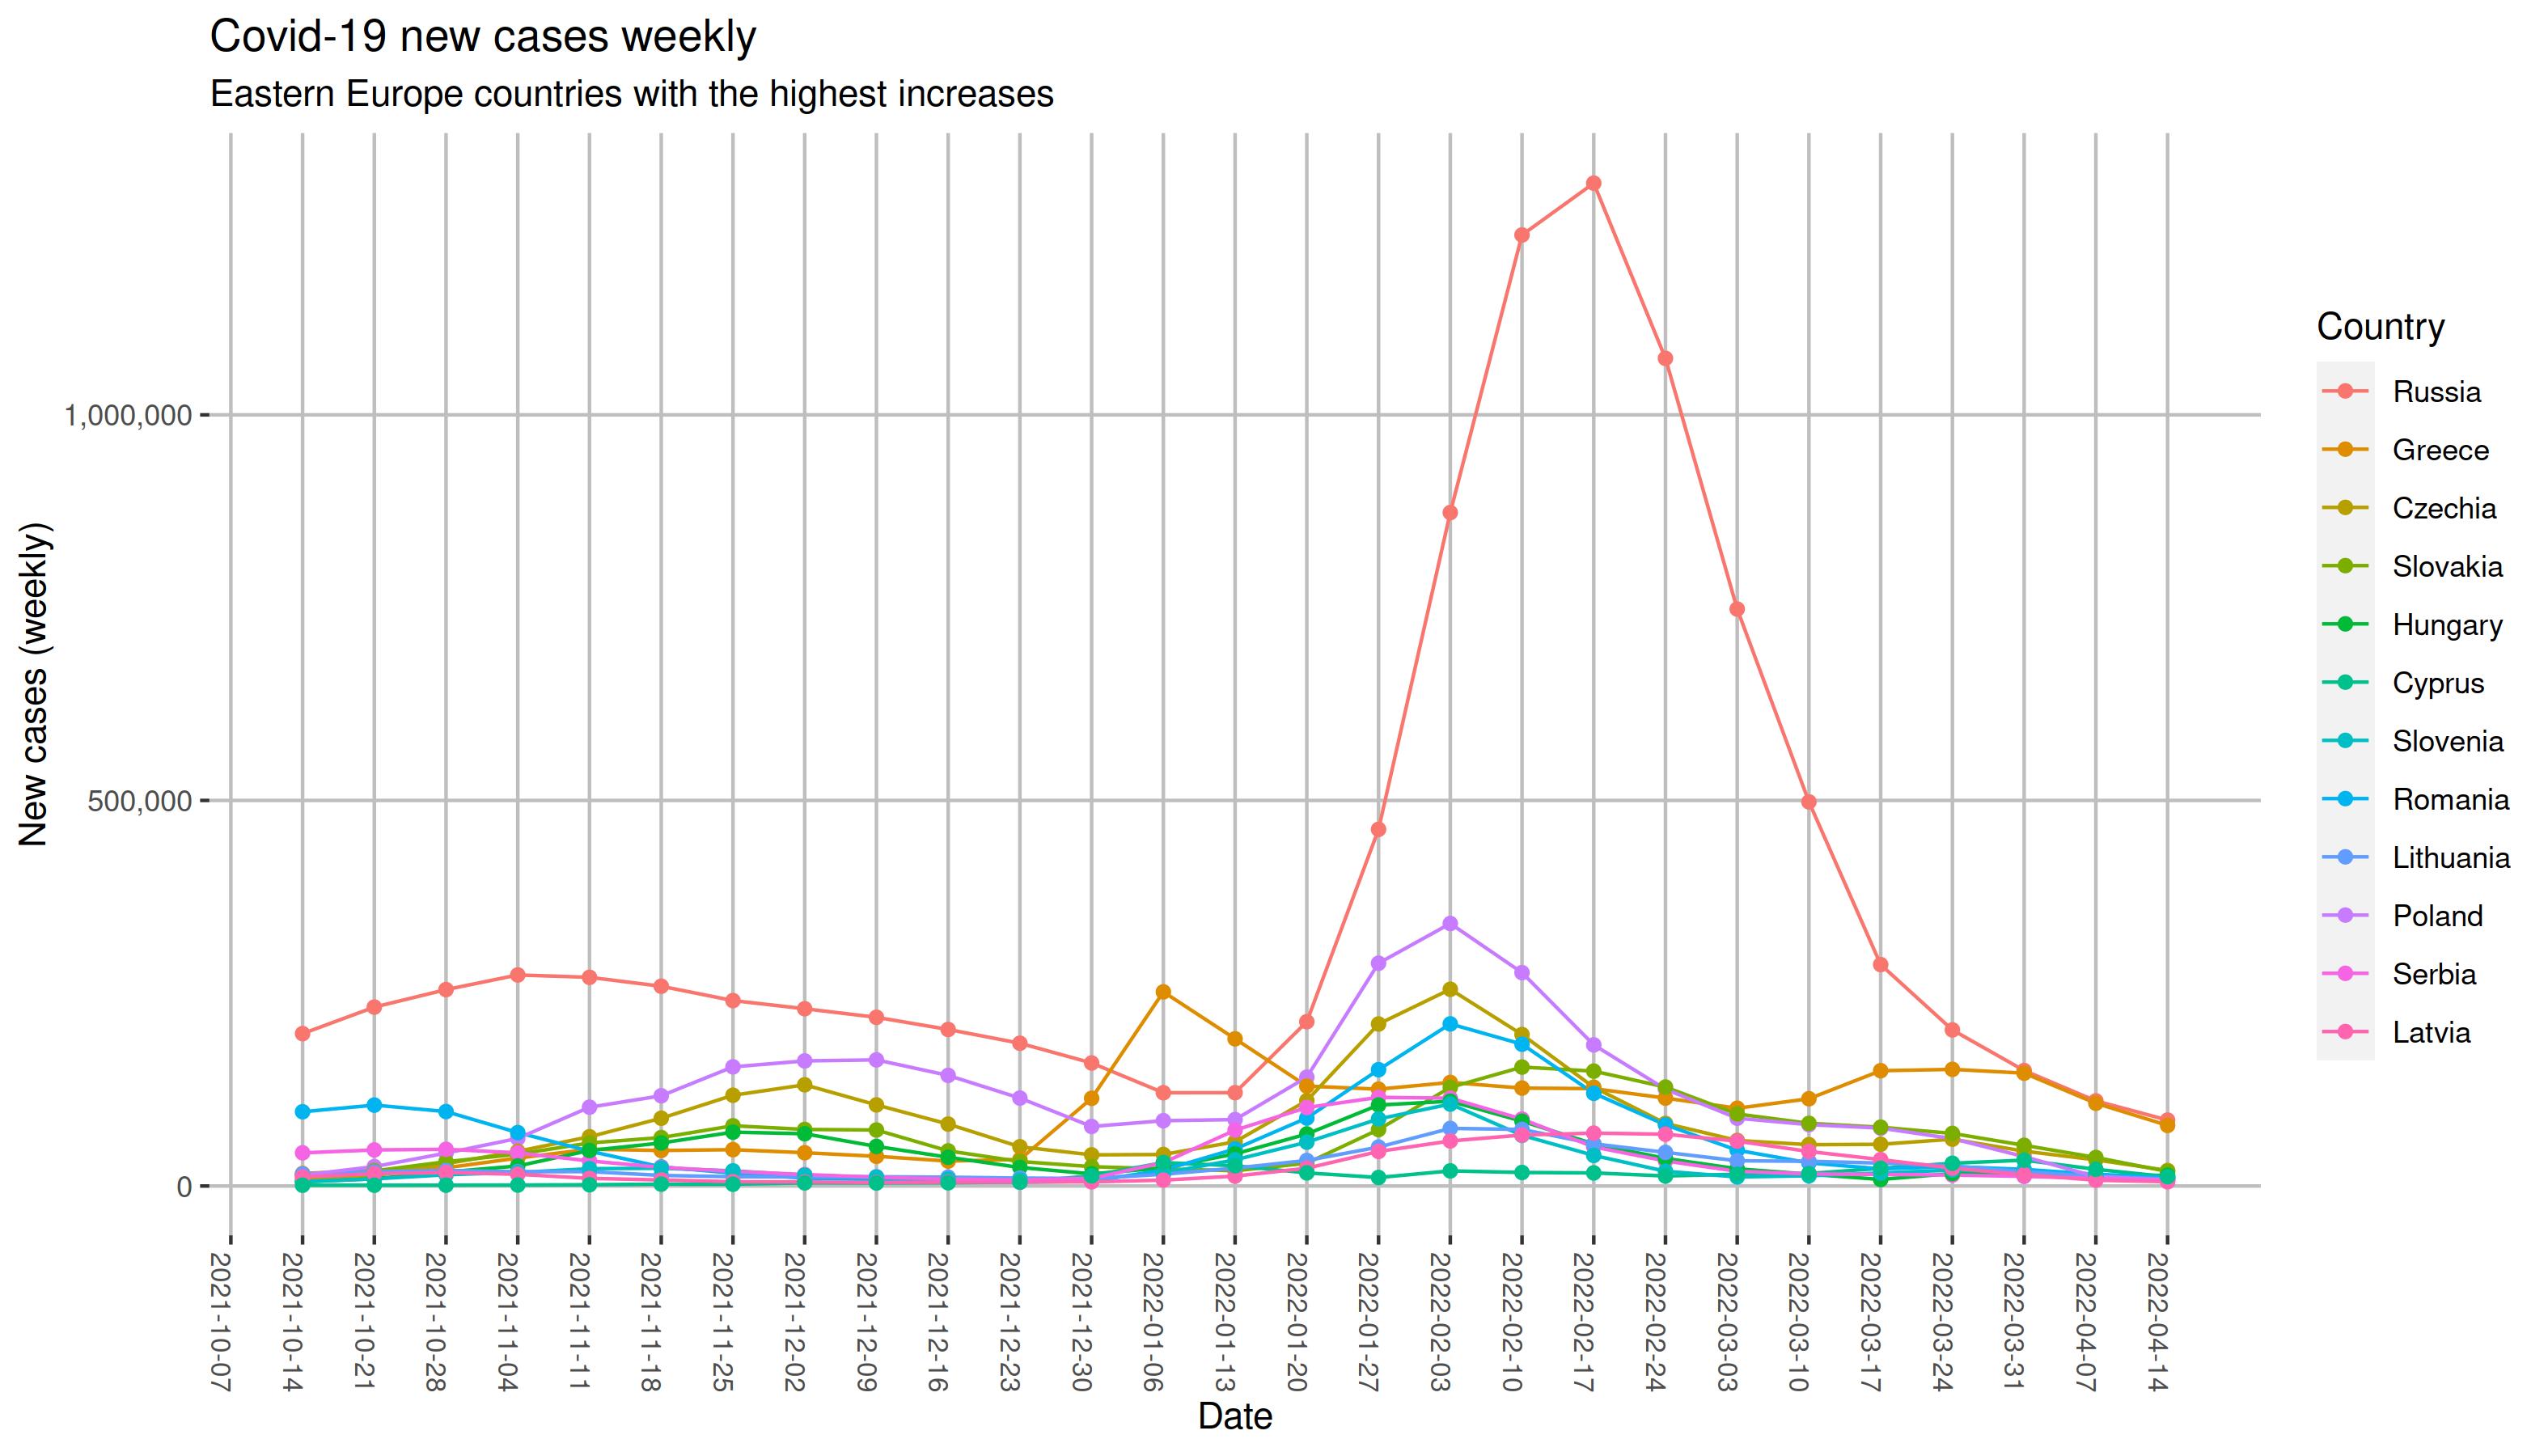 Covid-19 new cases weekly
Eastern Europe countries with the highest increases
New cases (weekly)
1,000,000
500,000
0
2021-10-07
2021-10-14
2021-10-21
2021-10-28
2021-11-04
2021-11-11
2021-11-18
2021-11-25
2021-12-02
2021-12-09
2021-12-16
2021-12-23
2021-12-30
2022-01-06
2022-01-13
2022-01-20
2022-01-27
2022-02-03
2022-02-10
2022-02-17
2022-02-24
2022-03-03
2022-03-10
2022-03-17
2022-03-24
2022-03-31
2022-04-07
2022-04-14
Date
Country
Russia
Greece
Czechia
Slovakia
Hungary
Cyprus
Slovenia
Romania
Lithuania
Poland
Serbia
Latvia